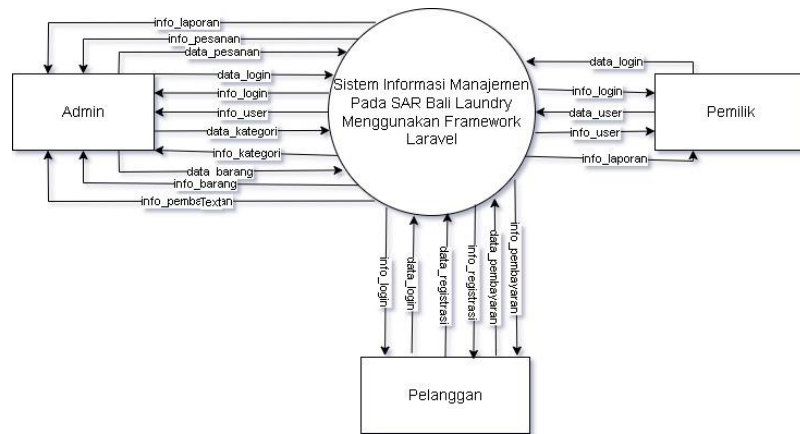 info_laporan
info_pesanan
data_pesanan
data_login
info_login
info_user
data_kategori
info_kategori
data_barang
info_barang
Text
Admin
Sistem Informasi Manajemen
Pada SAR Bali Laundry
Menggunakan Framework
Laravel
data_login
info_login
data_user
info_user
info_laporan
Pemilik
info_login
data_login
data_registrasi
info_registrasi
data_pembayaran
info_pembayaran
Pelanggan